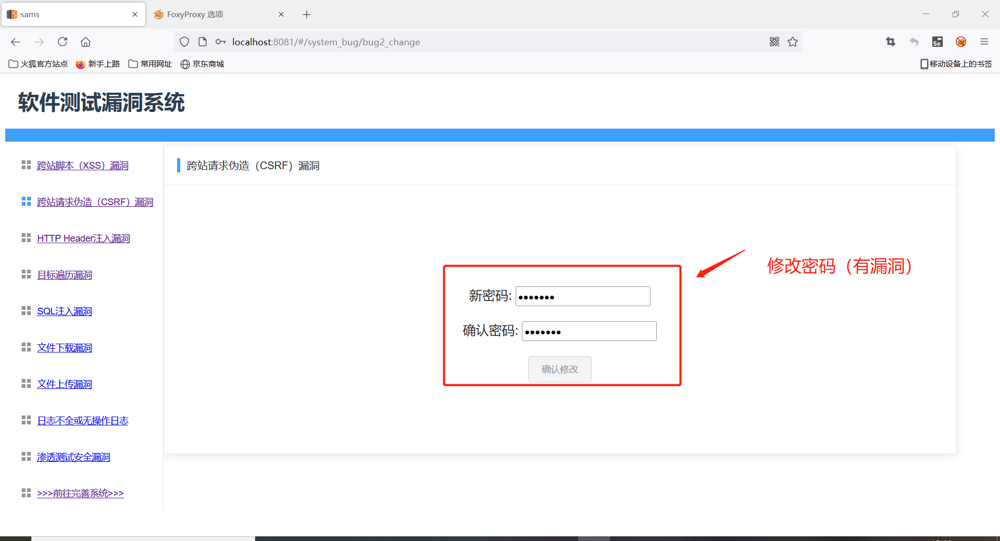 sams
FoxyProxy 选项
localhost:8081/#/system_bug/bug2_change
Se
火狐官方站点
新手上路
常用网址
京东商城
移动设备上的书签
软件测试漏洞系统
跨站脚本（XSS）漏洞
跨站请求伪造（CSRF）漏洞
HTTP Header注入漏洞
目标遍历漏洞
SQL注入漏洞
文件下载漏洞
文件上传漏洞
日志不全或无操作日志
渗透测试安全漏洞
>>>前往完善系统>>>
跨站请求伪造（CSRF）漏洞
修改密码（有漏洞）
新密码: •••••••
确认密码: •••••••
确认修改